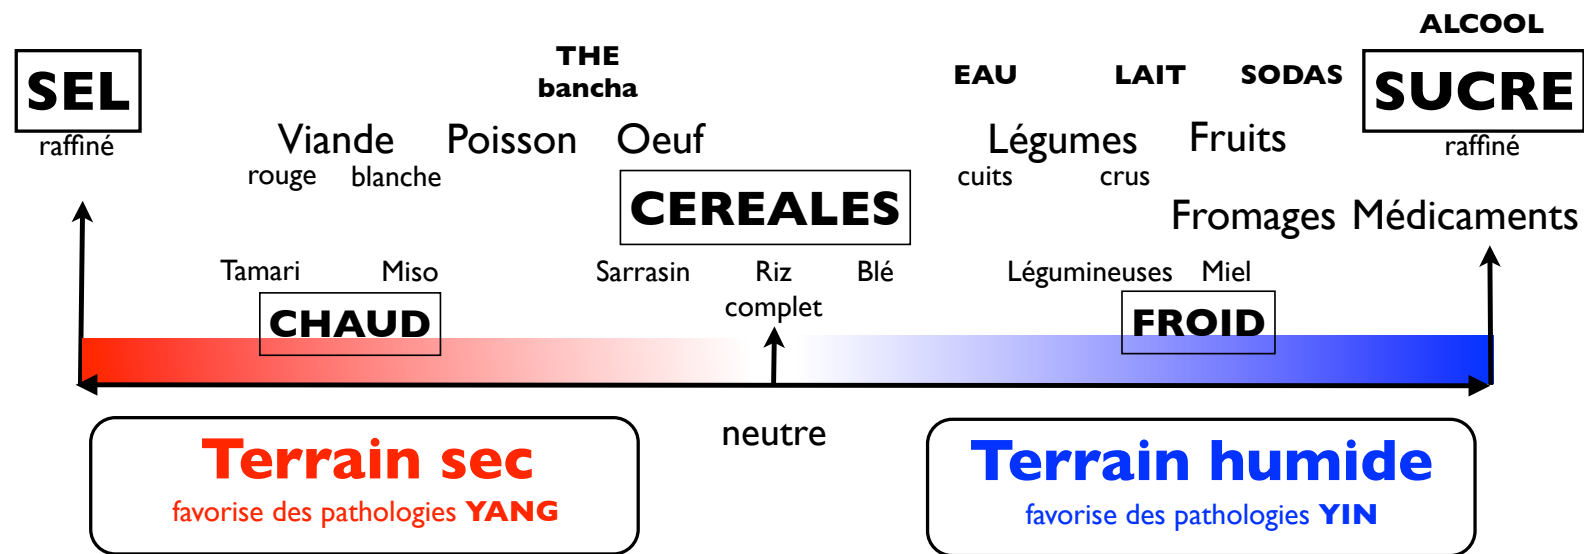 ALCOOL
SEL
raffiné
THE
bancha
EAU LAIT SODAS
SUCRE
raffiné
Viande Poisson Oeuf
rouge blanche
Légumes Fruits
cuits crus
CEREALES
Fromages Médicaments
Tamari Miso
Sarrasin Riz Blé
complet
Légumineuses Miel
CHAUD
FROID
neutre
Terrain sec
favorise des pathologies YANG
Terrain humide
favorise des pathologies YIN